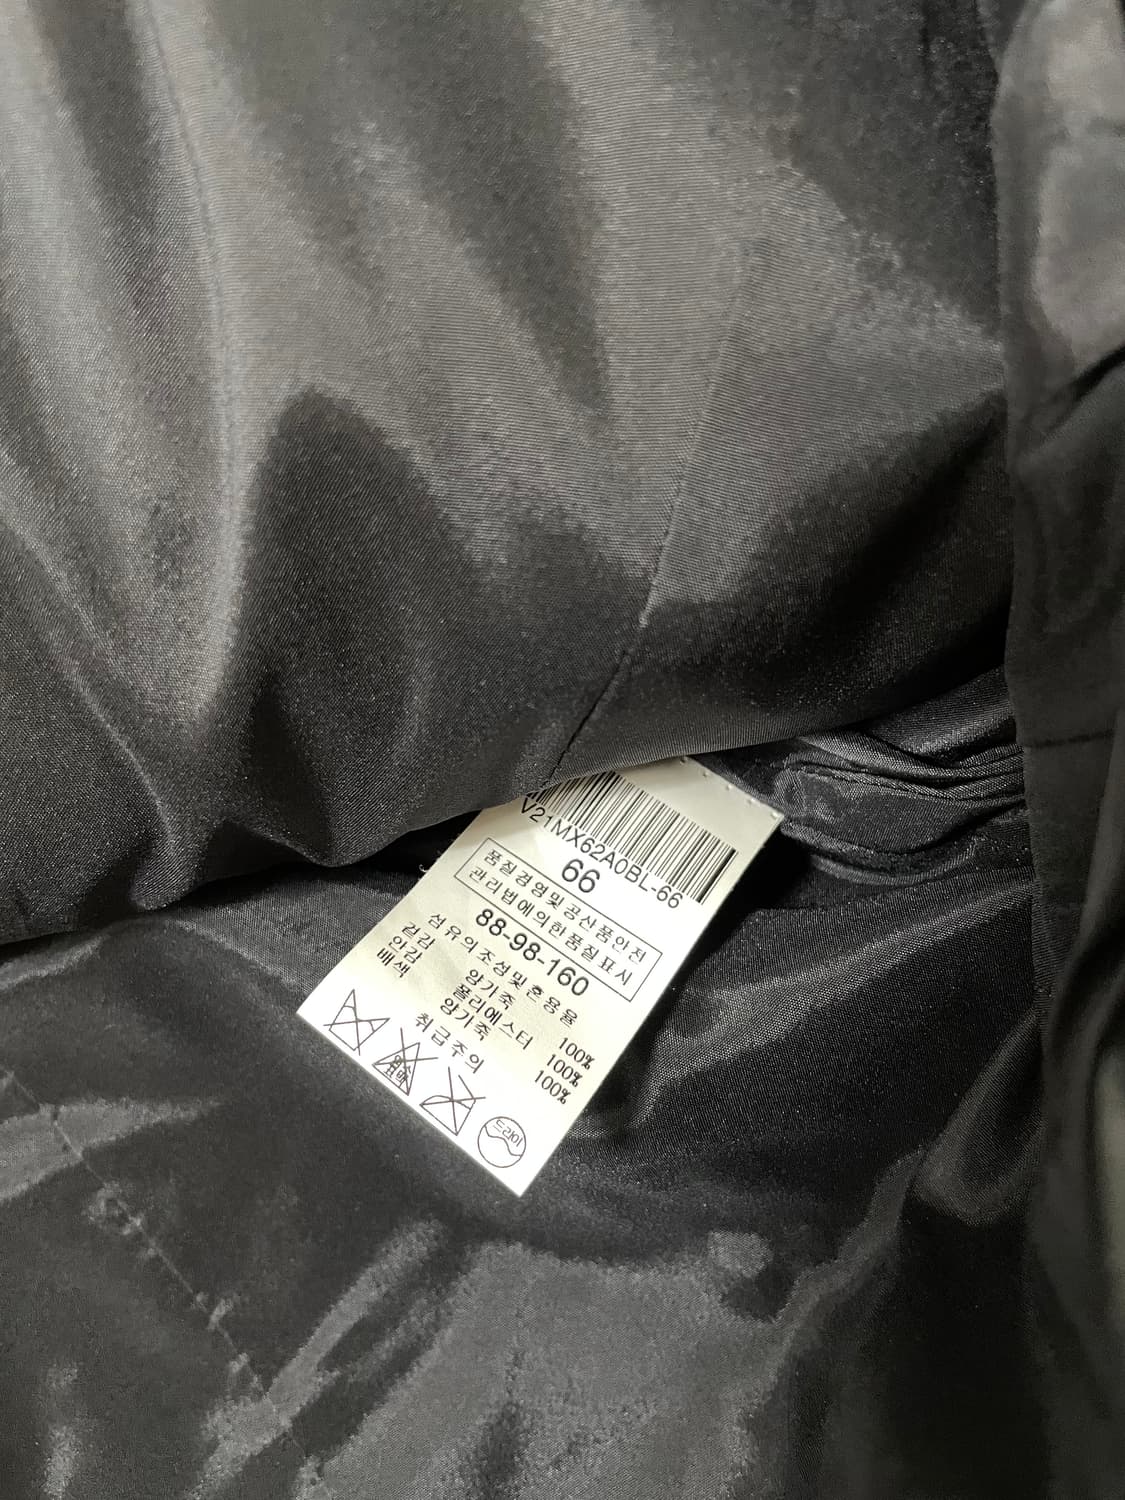 V21MX62A0BL-66
66
품질경영및공산품안전
관리법에의한품질표시
88-98-160
섬유의조성및혼용율
겉감 양가죽 100%
안감 폴리에스터 100%
배색 양가죽 100%
취급주의
드라이